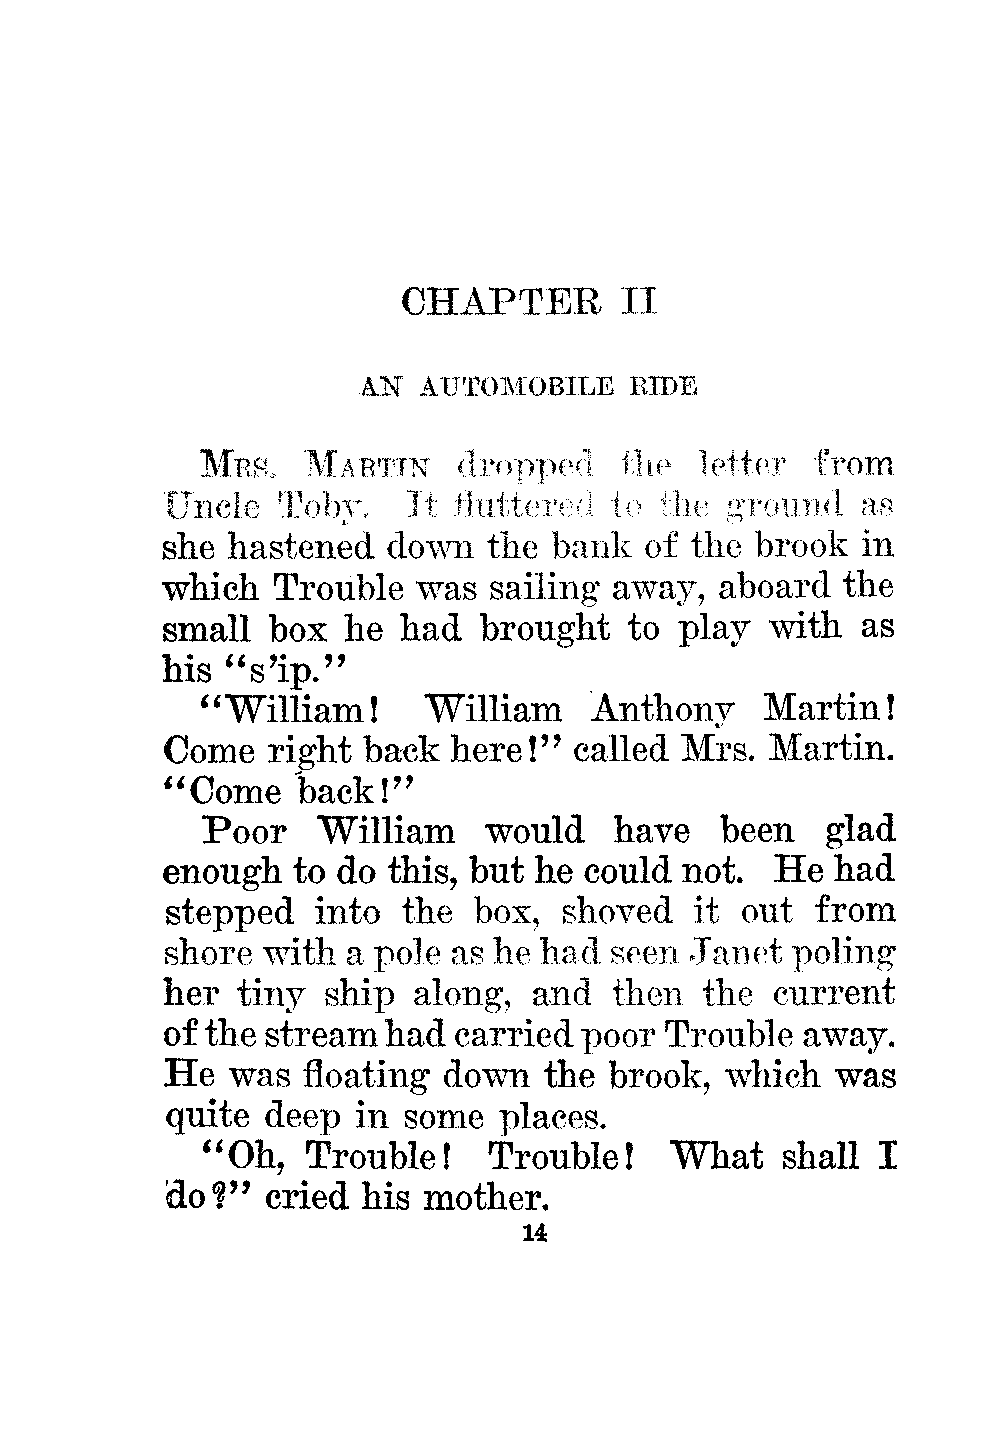 CHAPTER II
AN AUTOMOBILE RIDE
MRS. MARTIN dropped the letter from
Uncle Toby. It fluttered to the ground as
she hastened down the bank of the brook in
which Trouble was sailing away, aboard the
small box he had brought to play with as
his “s’ip.”
“William! William Anthony Martin!
Come right back here!” called Mrs. Martin.
“Come back!”
Poor William would have been glad
enough to do this, but he could not. He had
stepped into the box, shoved it out from
shore with a pole as he had seen Janet poling
her tiny ship along, and then the current
of the stream had carried poor Trouble away.
He was floating down the brook, which was
quite deep in some places.
“Oh, Trouble! Trouble! What shall I
do?” cried his mother.
14